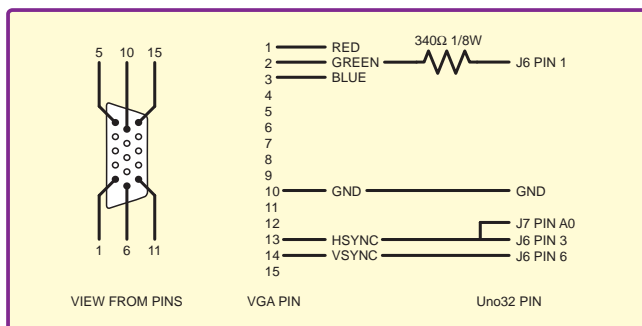 5 10 15
1 6 11
VIEW FROM PINS
1 RED
2 GREEN 340Ω 1/8W J6 PIN 1
3 BLUE
4
5
6
7
8
9
10 GND GND
11
12 J7 PIN A0
13 HSYNC J6 PIN 3
14 VSYNC J6 PIN 6
15
VGA PIN
Uno32 PIN